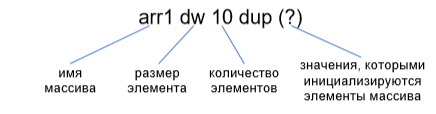 arr1 dw 10 dup (?)
имя
массива
размер
элемента
количество
элементов
значения, которыми
инициализируются
элементы массива